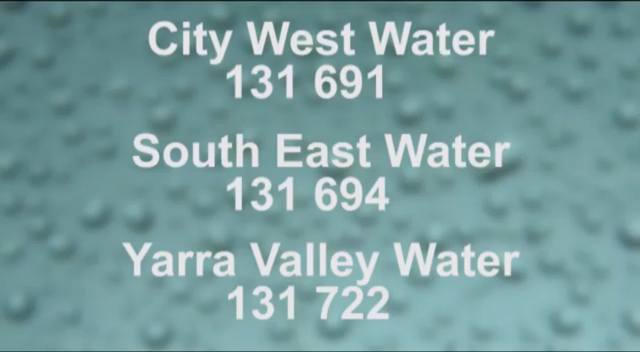 City West Water
131 691
South East Water
131 694
Yarra Valley Water
131 722